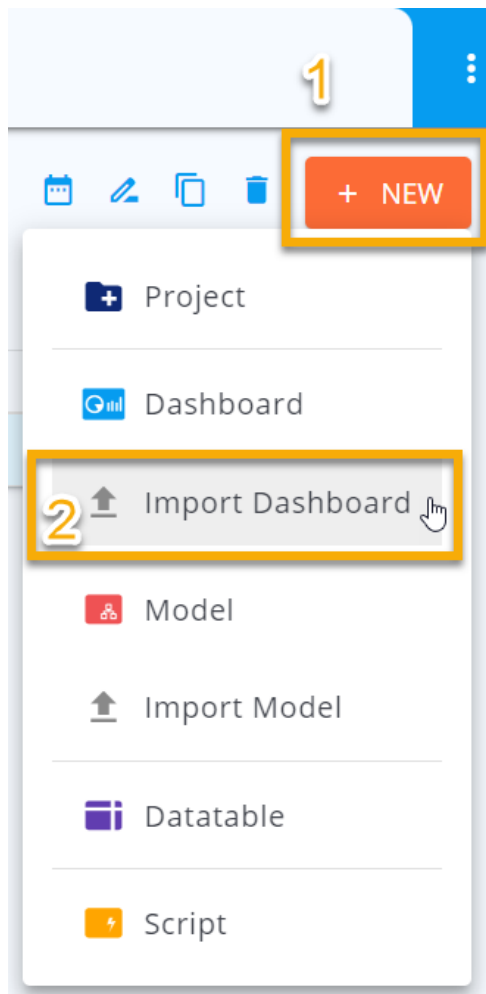 1
+ NEW
Project
Dashboard
2
Import Dashboard
Model
Import Model
Datatable
Script